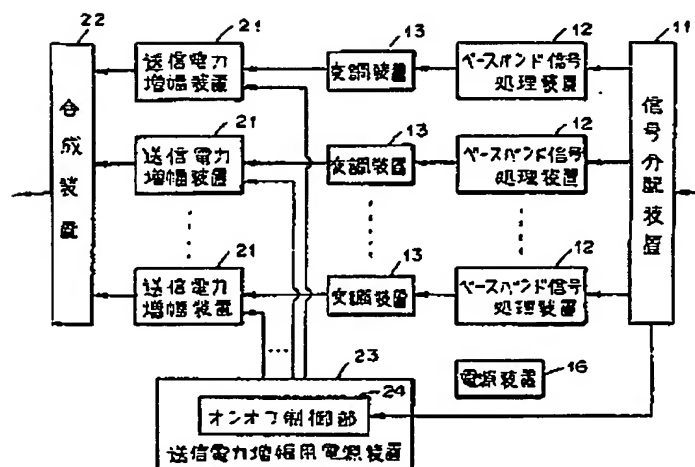 22
合成装置
21
送信電力
増幅装置
13
変調装置
12
ベースバンド信号
処理装置
11
信号分配装置
21
送信電力
増幅装置
13
変調装置
12
ベースバンド信号
処理装置
21
送信電力
増幅装置
13
変調装置
12
ベースバンド信号
処理装置
23
24
オンオフ制御部
送信電力増幅用電源装置
電源装置
16